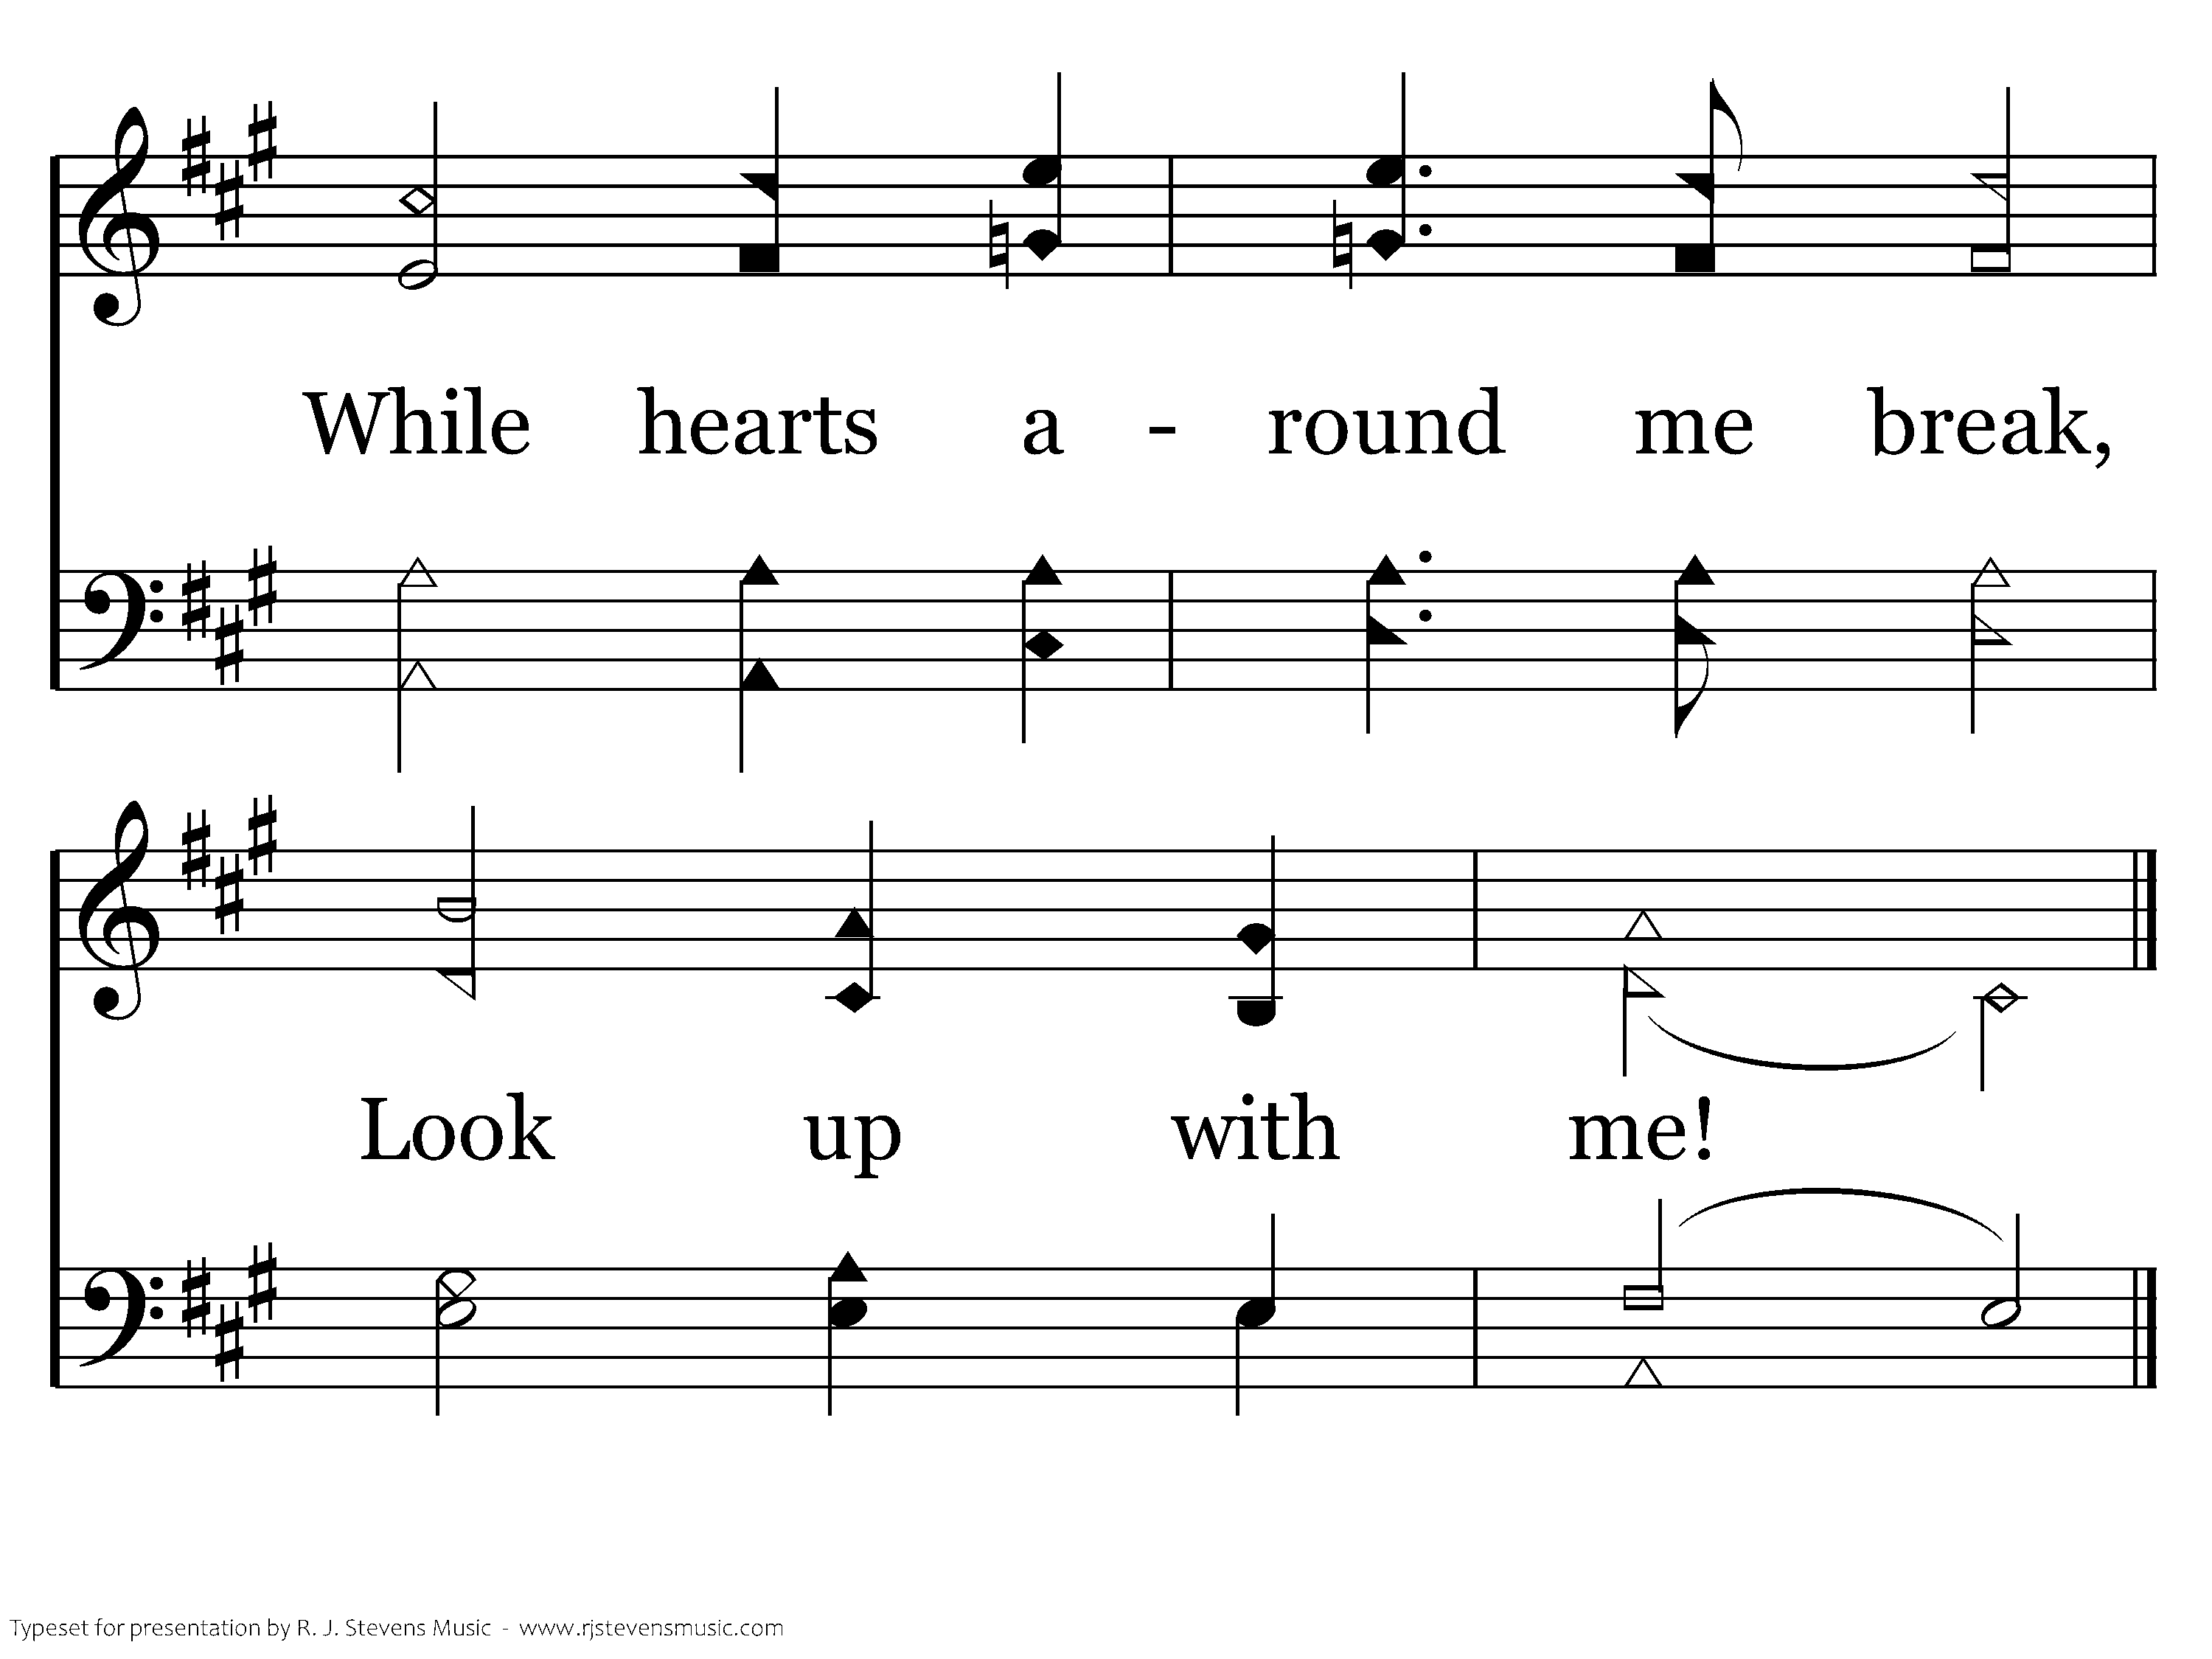 While hearts a - round me break,
Look up with me!
Typeset for presentation by R. J. Stevens Music - www.rjstevensmusic.com